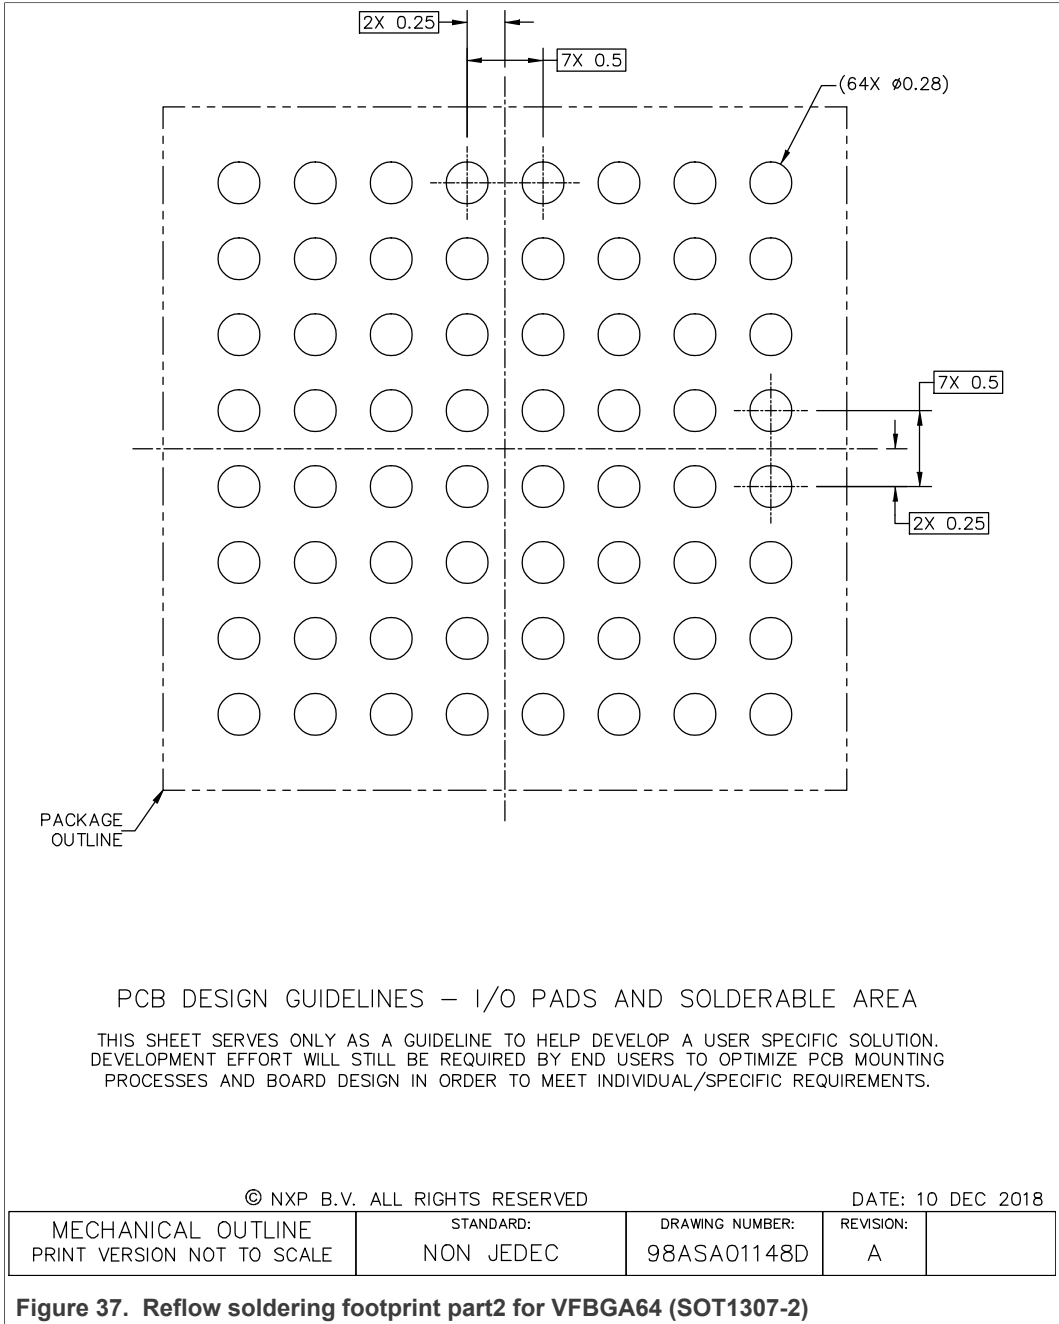 2X 0.25
7X 0.5
(64X ø0.28)
7X 0.5
2X 0.25
PACKAGE
OUTLINE
PCB DESIGN GUIDELINES – I/O PADS AND SOLDERABLE AREA
THIS SHEET SERVES ONLY AS A GUIDELINE TO HELP DEVELOP A USER SPECIFIC SOLUTION.
DEVELOPMENT EFFORT WILL STILL BE REQUIRED BY END USERS TO OPTIMIZE PCB MOUNTING
PROCESSES AND BOARD DESIGN IN ORDER TO MEET INDIVIDUAL/SPECIFIC REQUIREMENTS.
© NXP B.V. ALL RIGHTS RESERVED
DATE: 10 DEC 2018
MECHANICAL OUTLINE
PRINT VERSION NOT TO SCALE
STANDARD:
NON JEDEC
DRAWING NUMBER:
98ASA01148D
REVISION:
A
Figure 37. Reflow soldering footprint part2 for VFBGA64 (SOT1307-2)